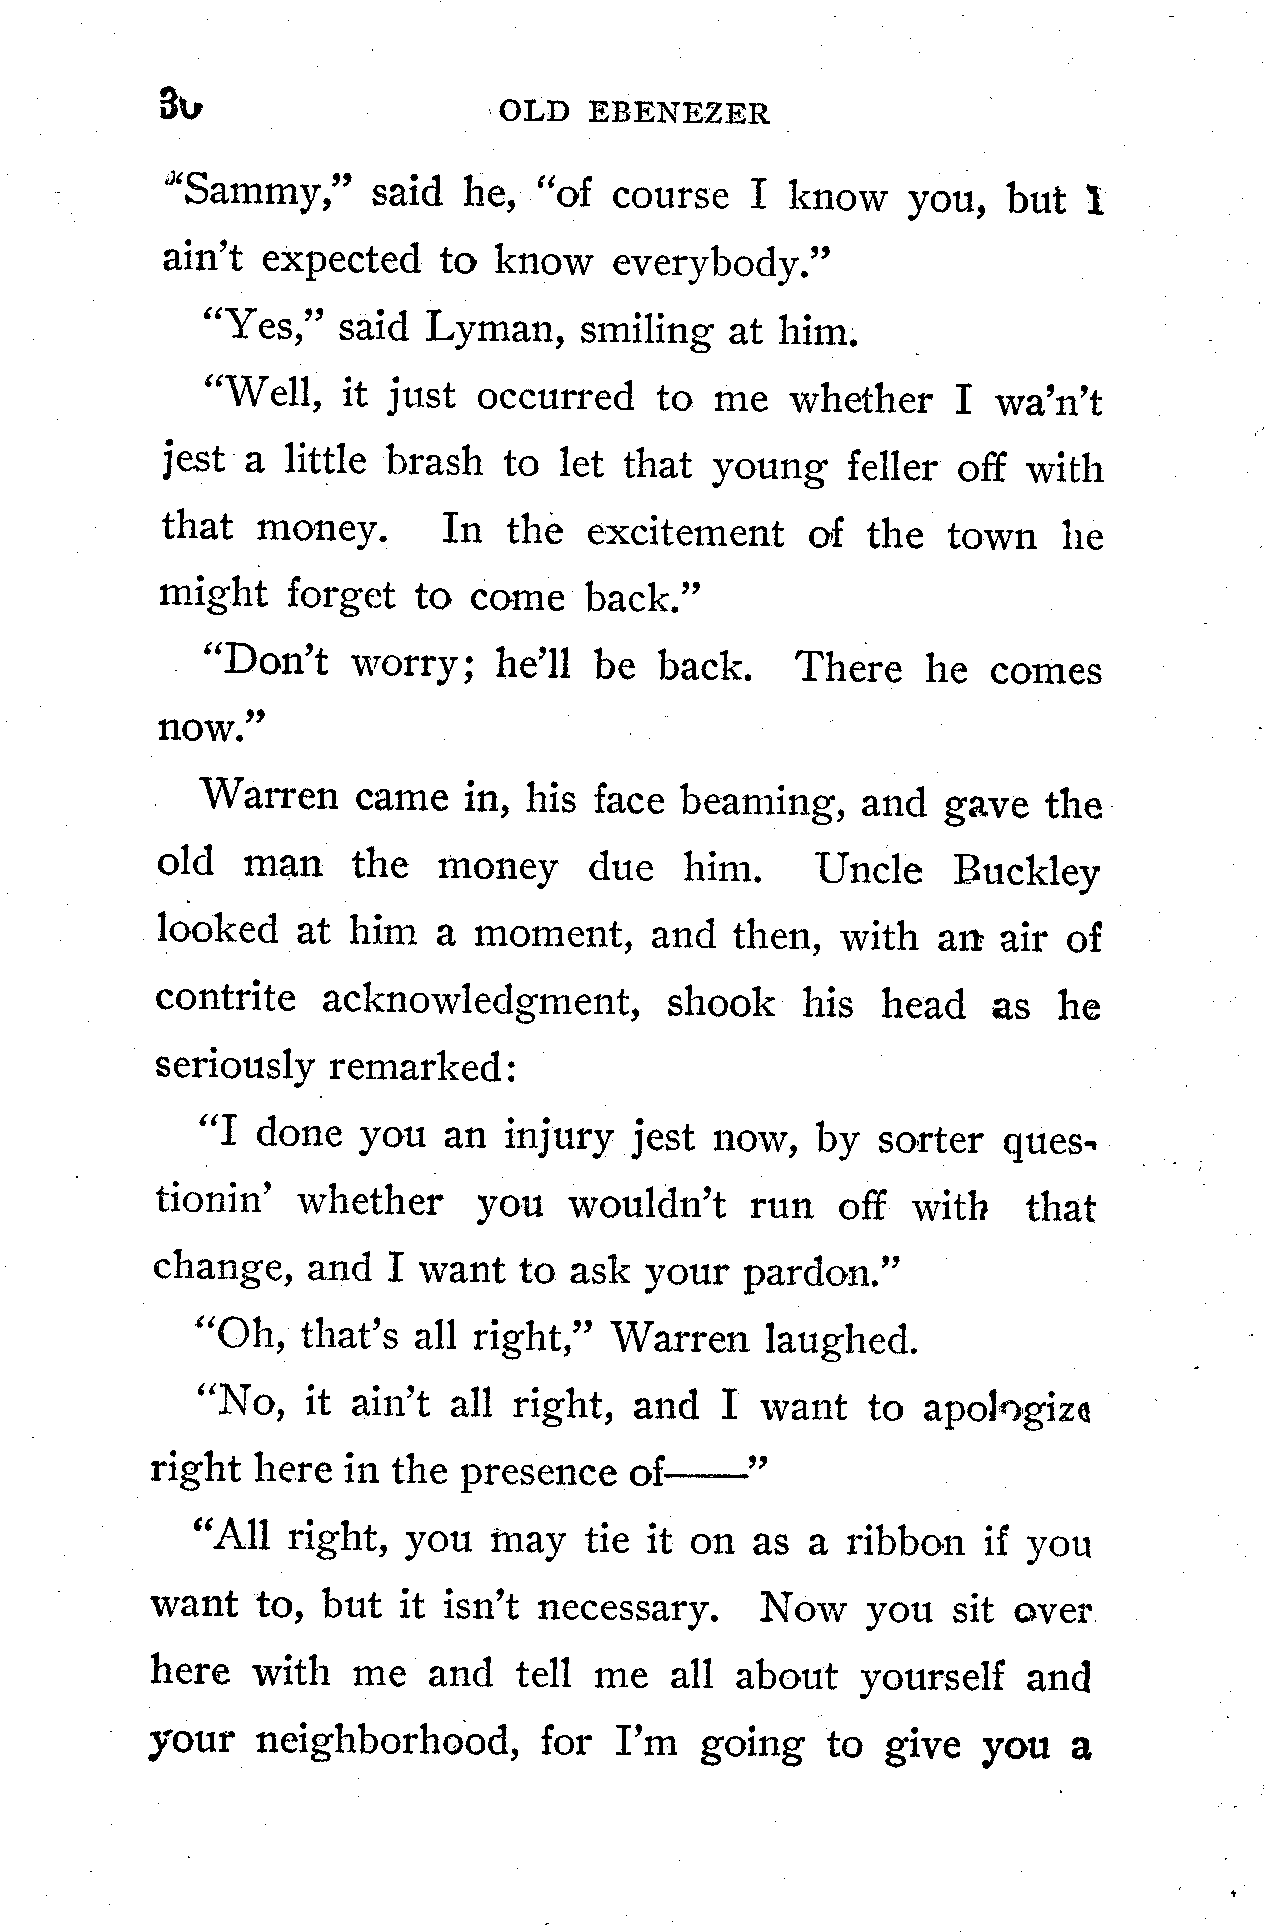 30 OLD EBENEZER
"Sammy," said he, "of course I know you, but I
ain't expected to know everybody."
"Yes," said Lyman, smiling at him.
"Well, it just occurred to me whether I wa'n't
jest a little brash to let that young feller off with
that money. In the excitement of the town he
might forget to come back."
"Don't worry; he'll be back. There he comes
now."
Warren came in, his face beaming, and gave the
old man the money due him. Uncle Buckley
looked at him a moment, and then, with an air of
contrite acknowledgment, shook his head as he
seriously remarked:
"I done you an injury jest now, by sorter ques-
tionin' whether you wouldn't run off with that
change, and I want to ask your pardon."
"Oh, that's all right," Warren laughed.
"No, it ain't all right, and I want to apologize
right here in the presence of——"
"All right, you may tie it on as a ribbon if you
want to, but it isn't necessary. Now you sit over
here with me and tell me all about yourself and
your neighborhood, for I'm going to give you a